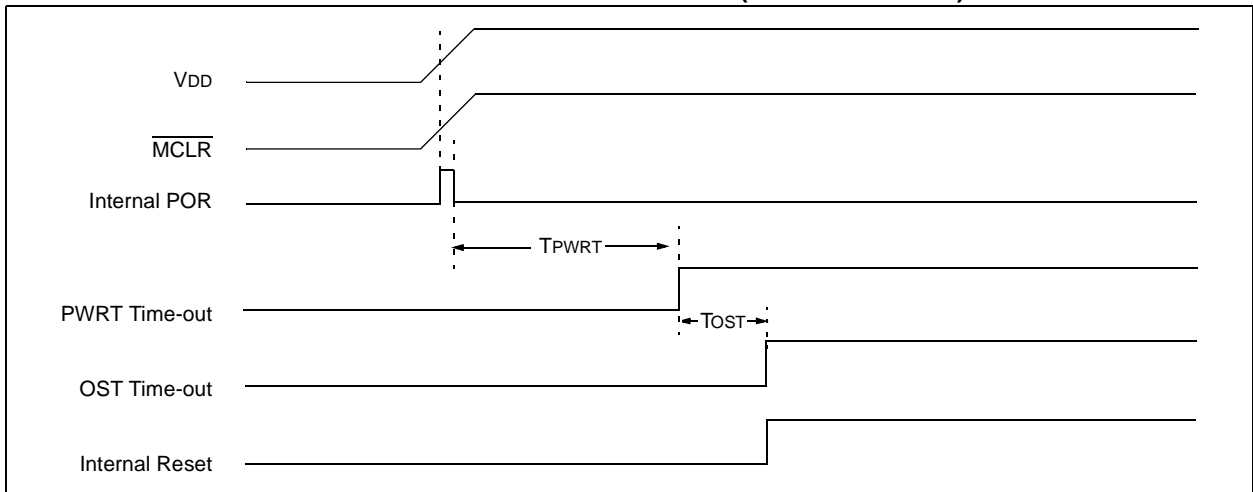 VDD
MCLR
Internal POR
TPWRT
PWRT Time-out
TOST
OST Time-out
Internal Reset